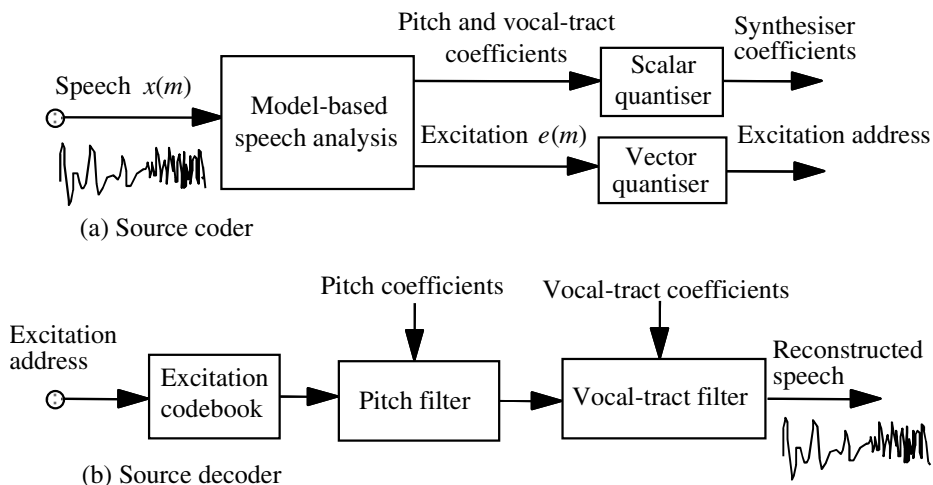 Pitch and vocal-tract
coefficients
Synthesiser
coefficients
Speech x(m)
Model-based
speech analysis
Scalar
quantiser
Excitation e(m)
Vector
quantiser
Excitation address
(a) Source coder
Pitch coefficients
Vocal-tract coefficients
Excitation
address
Excitation
codebook
Pitch filter
Vocal-tract filter
Reconstructed
speech
(b) Source decoder